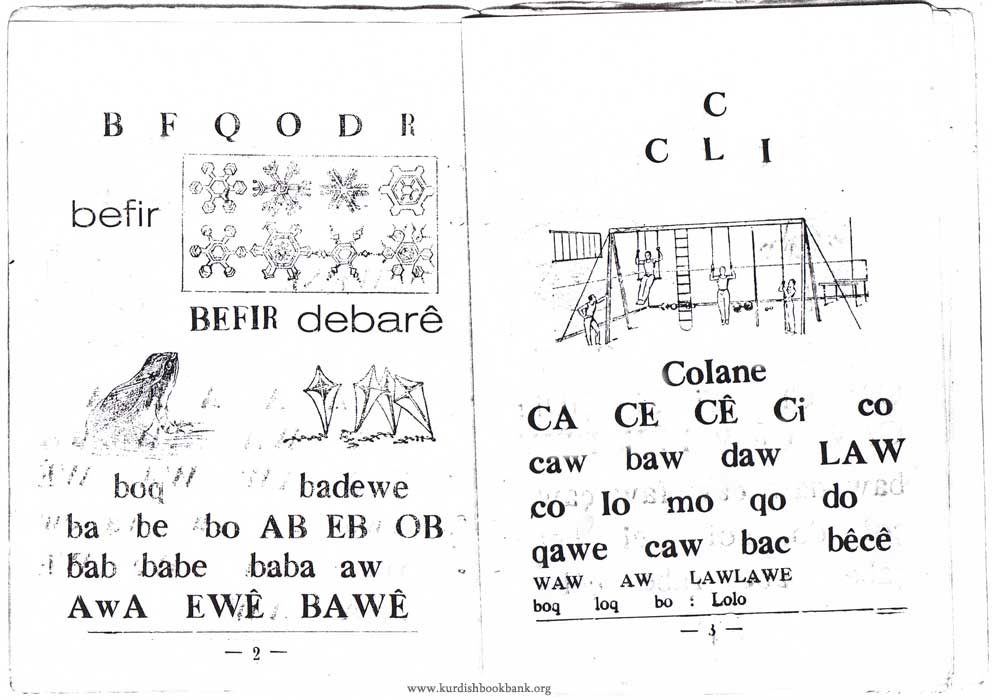 B F Q O D R
befir
BEFIR debarê
boq badewe
ba be bo AB EB OB
bab babe baba aw
AwA EWÊ BAWÊ
— 2 —
C
C L I
Colane
CA CE CÊ Ci co
caw baw daw LAW
co lo mo qo do
qawe caw bac bêcê
WAW AW LAWLAWE
boq loq bo : Lolo
— 3 —
www.kurdishbookbank.org